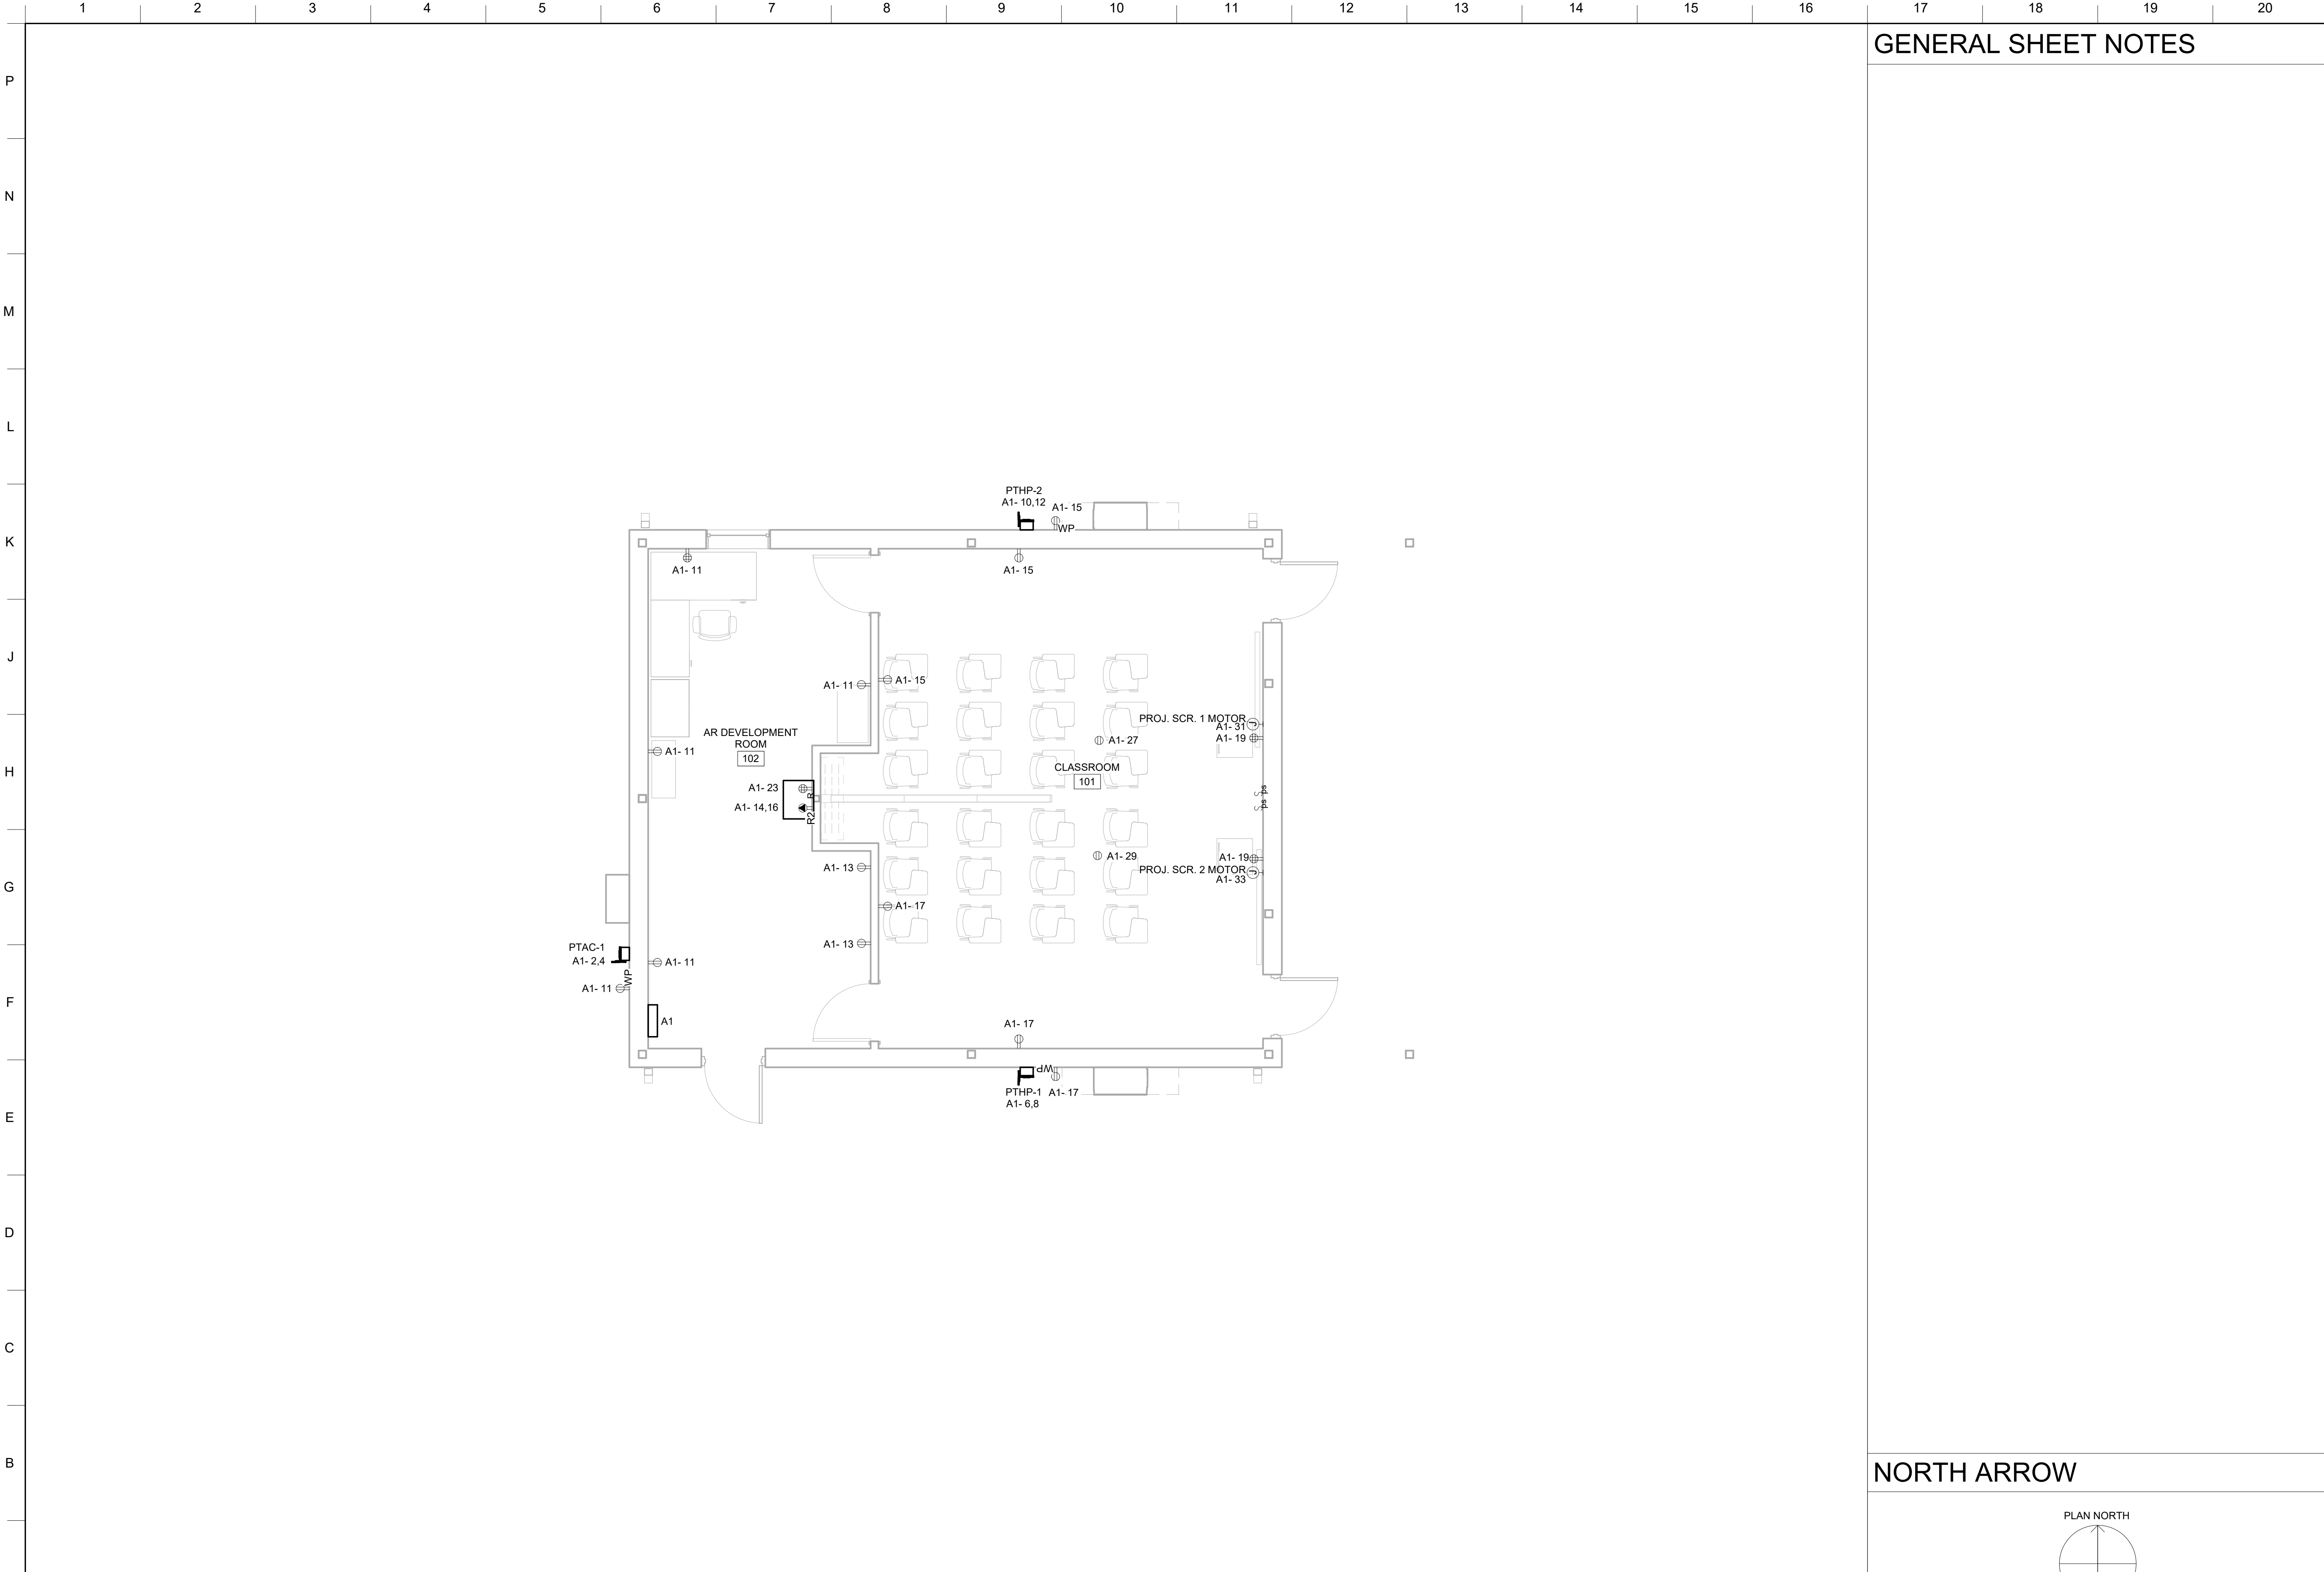 1 2 3 4 5 6 7 8 9 10 11 12 13 14 15 16 17 18 19 20
GENERAL SHEET NOTES
P
N
M
L
K
J
H
G
F
E
D
C
B
PTHP-2
A1- 10,12
A1- 15
WP
A1- 11
A1- 15
A1- 11
A1- 15
PROJ. SCR. 1 MOTOR
J
A1- 31
A1- 19
AR DEVELOPMENT
ROOM
102
A1- 11
A1- 27
CLASSROOM
101
A1- 23
R
A1- 14,16
R2
ps
ps
A1- 29
A1- 19
PROJ. SCR. 2 MOTOR
J
A1- 33
A1- 13
A1- 17
A1- 13
PTAC-1
A1- 2,4
WP
A1- 11
A1- 11
A1
A1- 17
WP
PTHP-1
A1- 6,8
A1- 17
NORTH ARROW
PLAN NORTH